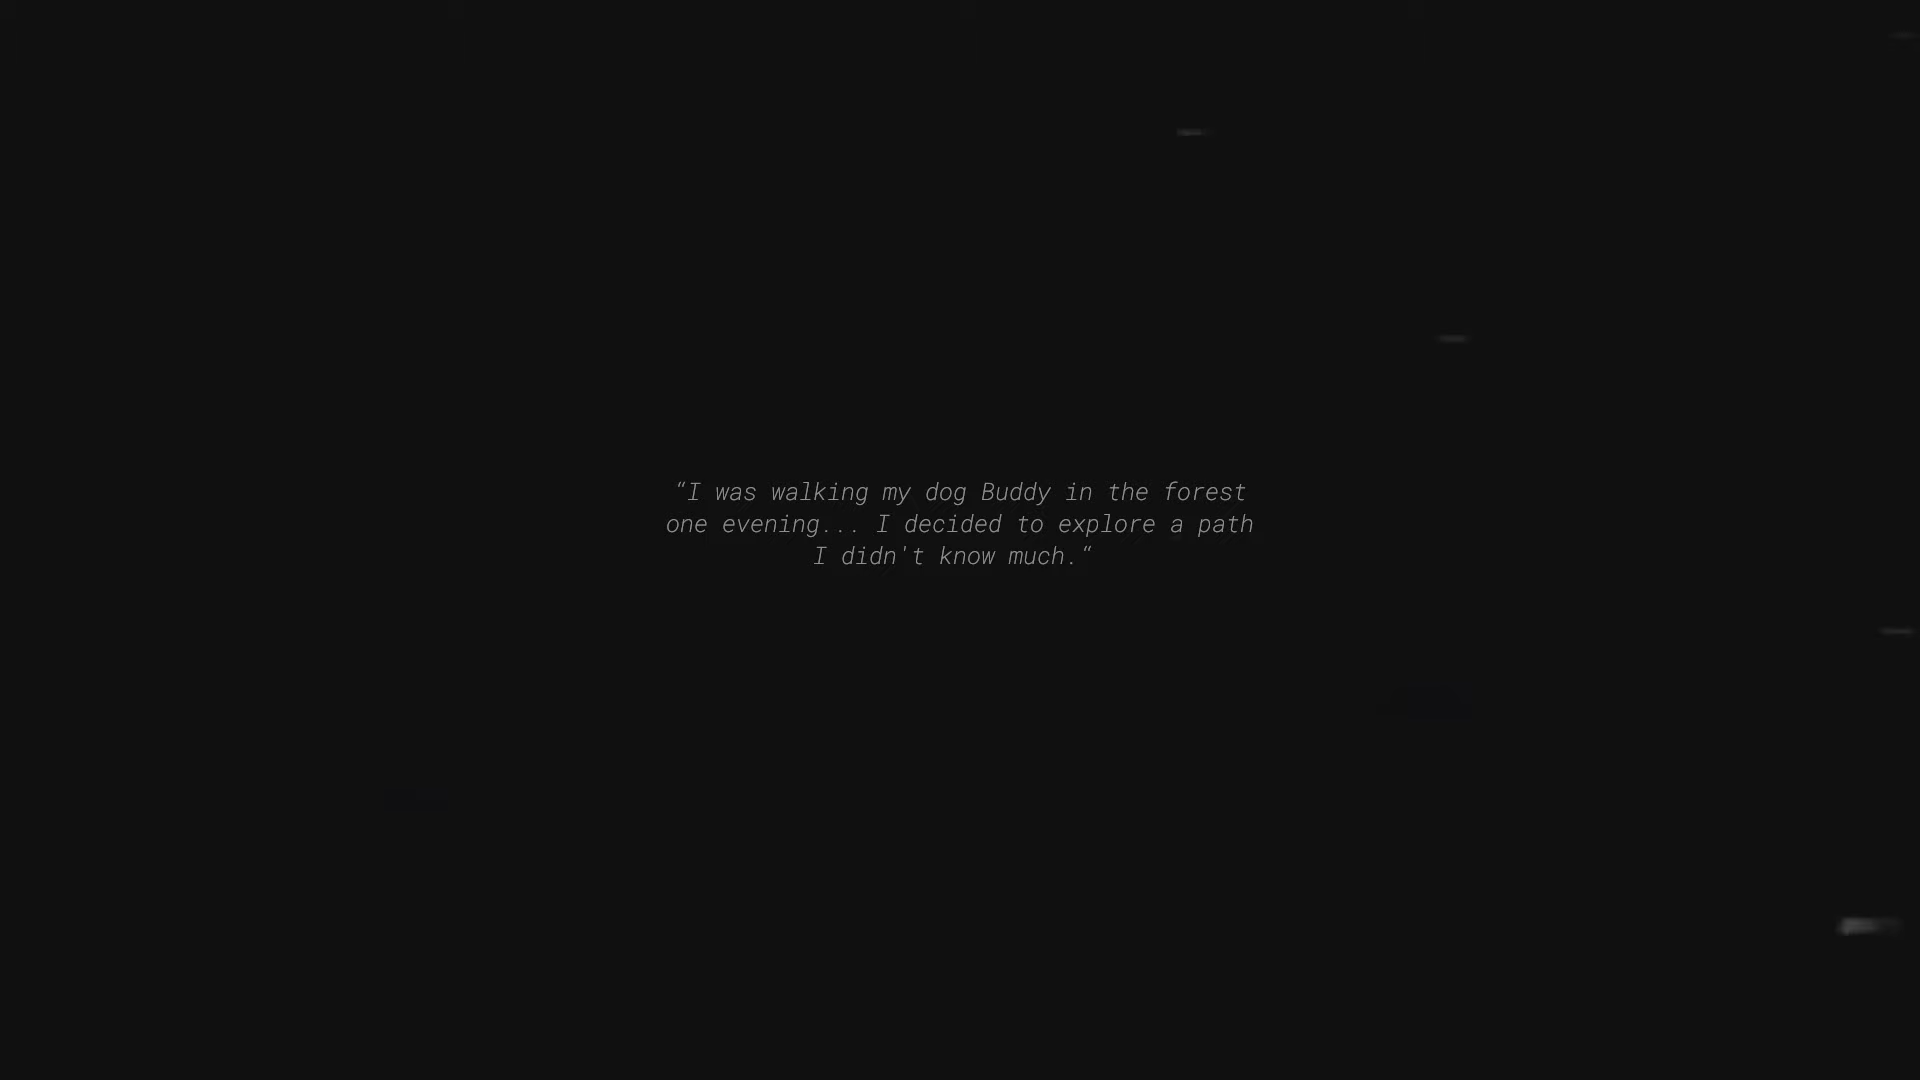 “I was walking my dog Buddy in the forest
one evening... I decided to explore a path
I didn't know much.“